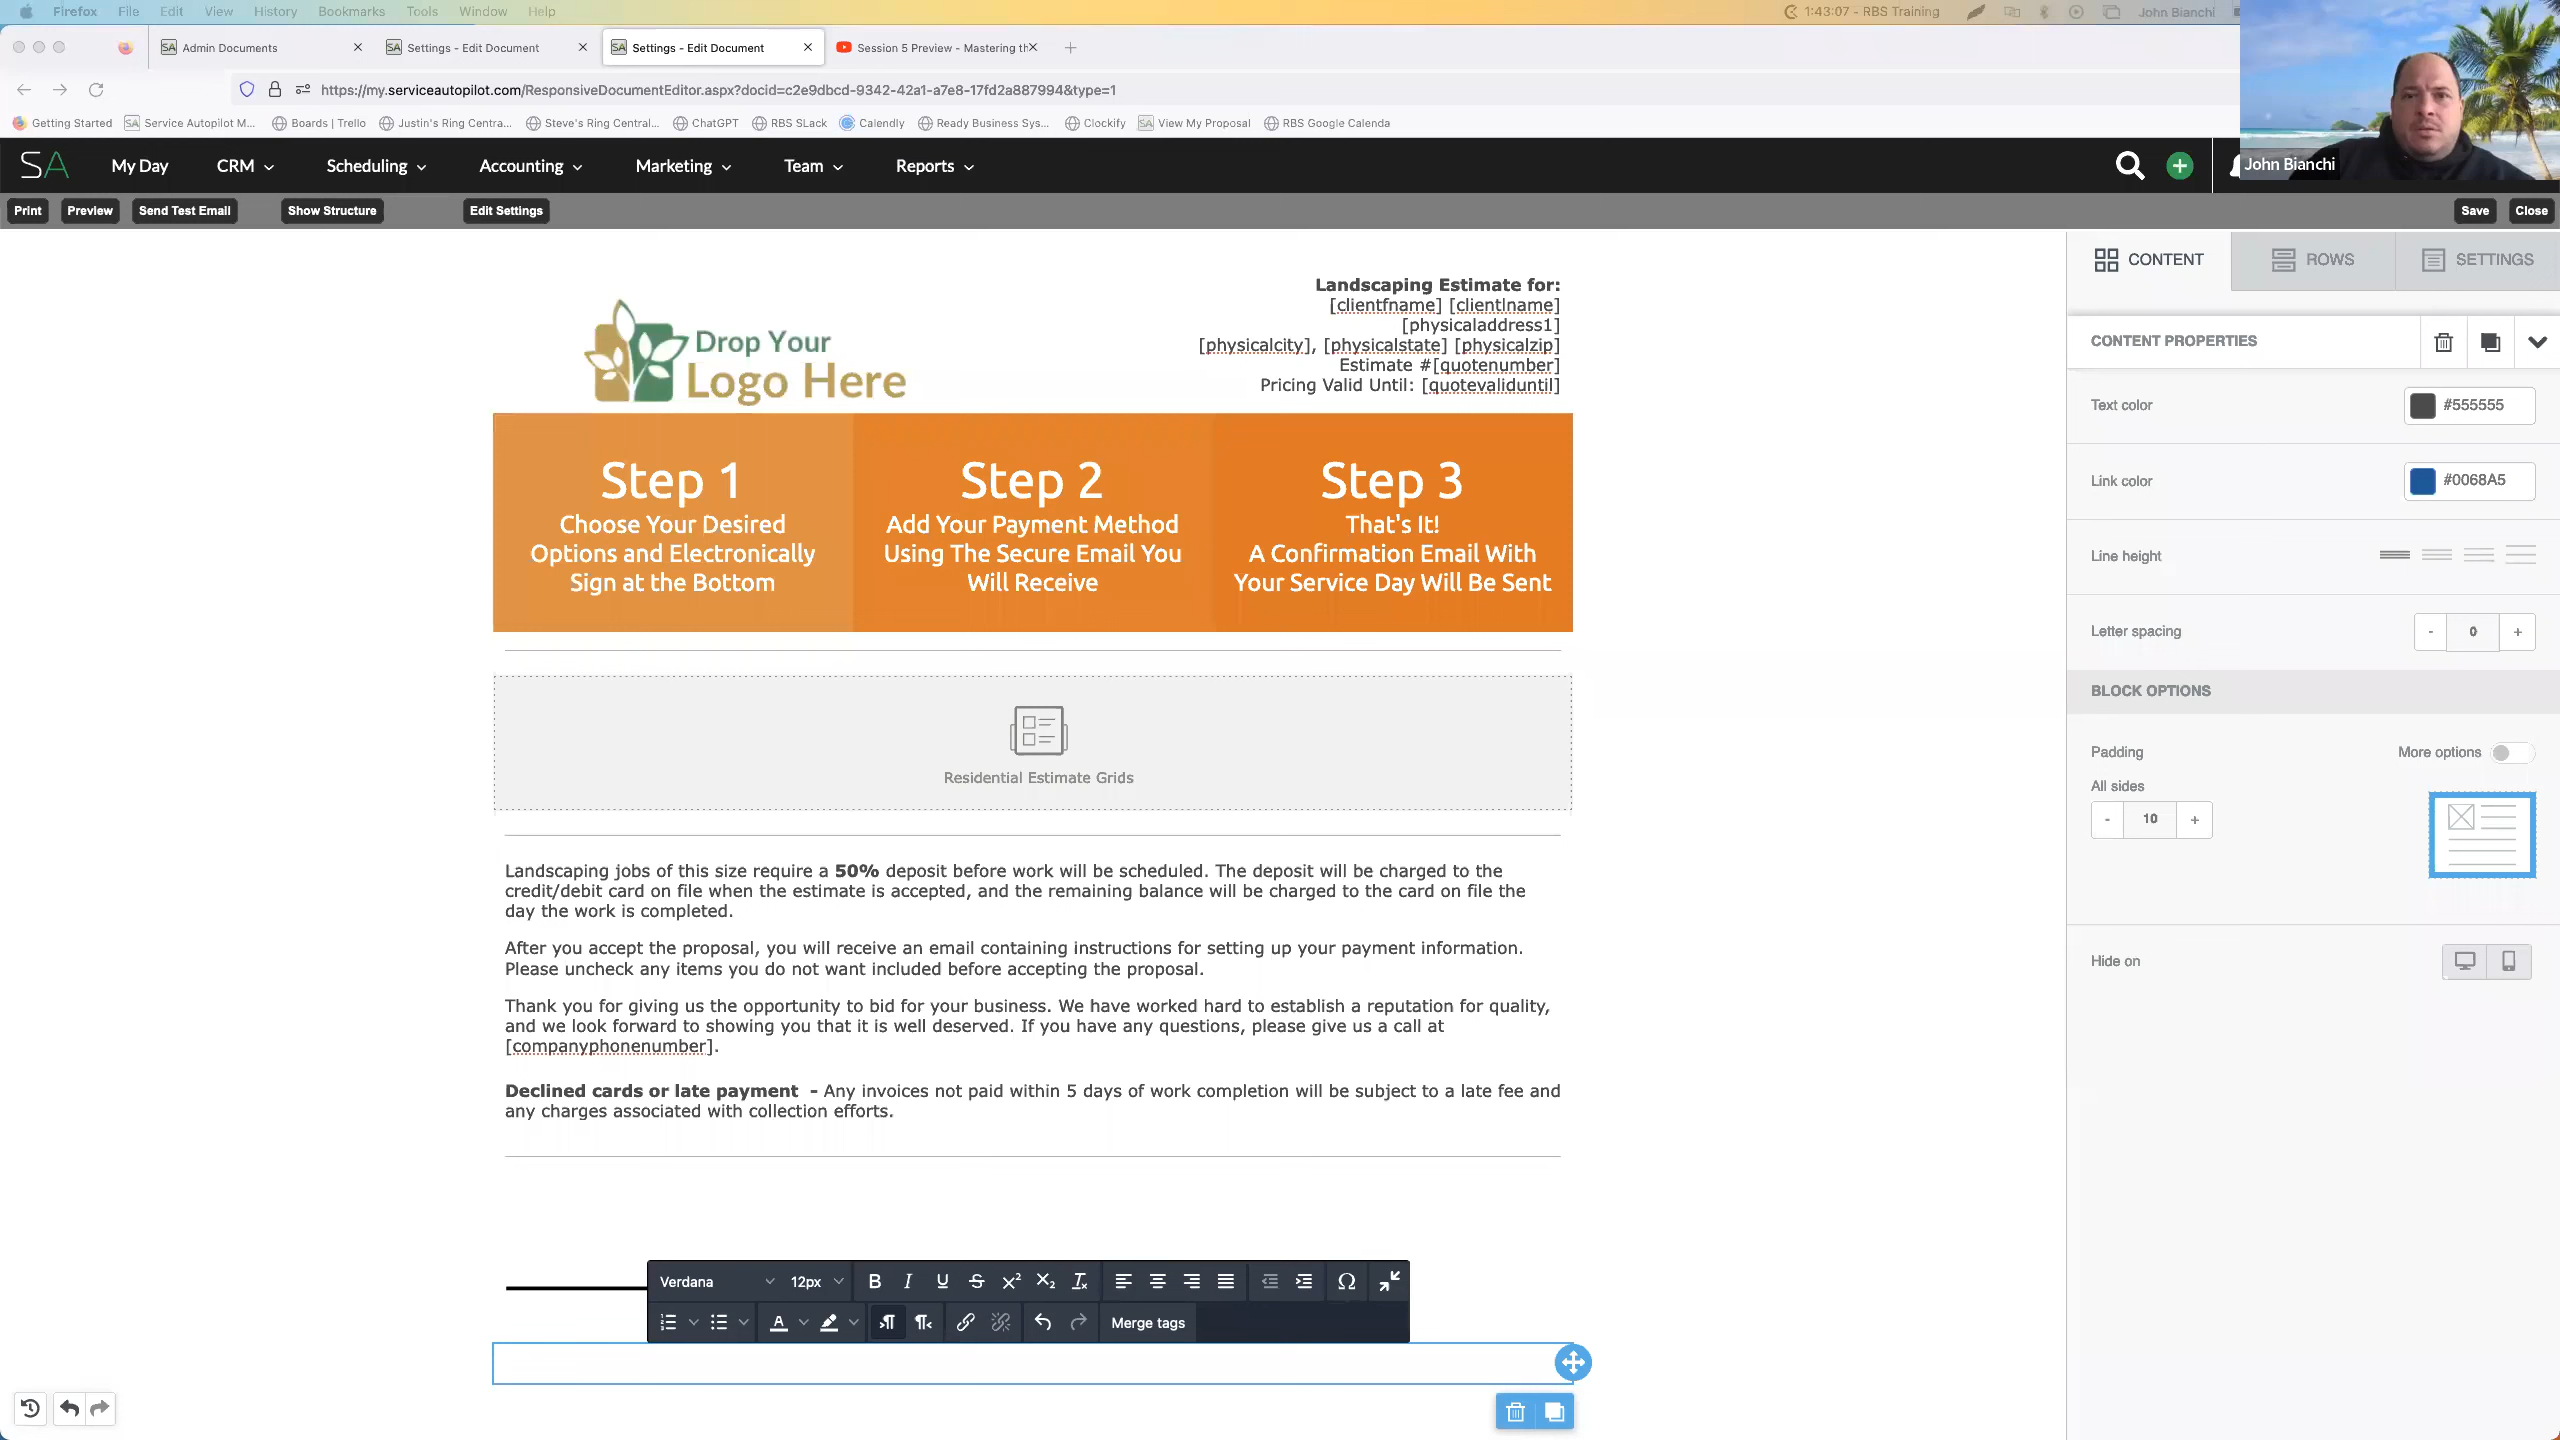 Firefox File Edit View History Bookmarks Tools Window Help
1:43:07 - RBS Training
John Bianchi
Admin Documents
Settings - Edit Document
Settings - Edit Document
Session 5 Preview - Mastering th
https://my.serviceautopilot.com/ResponsiveDocumentEditor.aspx?docid=c2e9dbcd-9342-42a1-a7e8-17fd2a887994&type=1
Getting Started
Service Autopilot M...
Boards | Trello
Justin's Ring Centra...
Steve's Ring Central...
ChatGPT
RBS SLack
Calendly
Ready Business Sys...
Clockify
View My Proposal
RBS Google Calenda
John Bianchi
SA My Day CRM Scheduling Accounting Marketing Team Reports
Print Preview Send Test Email Show Structure Edit Settings Save Close
CONTENT ROWS SETTINGS
Drop Your
Logo Here
Landscaping Estimate for:
[clientfname] [clientlname]
[physicaladdress1]
[physicalcity], [physicalstate] [physicalzip]
Estimate #[quotenumber]
Pricing Valid Until: [quotevaliduntil]
Step 1
Choose Your Desired
Options and Electronically
Sign at the Bottom
Step 2
Add Your Payment Method
Using The Secure Email You
Will Receive
Step 3
That's It!
A Confirmation Email With
Your Service Day Will Be Sent
Residential Estimate Grids
Landscaping jobs of this size require a 50% deposit before work will be scheduled. The deposit will be charged to the
credit/debit card on file when the estimate is accepted, and the remaining balance will be charged to the card on file the
day the work is completed.
After you accept the proposal, you will receive an email containing instructions for setting up your payment information.
Please uncheck any items you do not want included before accepting the proposal.
Thank you for giving us the opportunity to bid for your business. We have worked hard to establish a reputation for quality,
and we look forward to showing you that it is well deserved. If you have any questions, please give us a call at
[companyphonenumber].
Declined cards or late payment - Any invoices not paid within 5 days of work completion will be subject to a late fee and
any charges associated with collection efforts.
Verdana 12px B I U S X² X₂ Tx Ω
A Merge tags
CONTENT PROPERTIES
Text color #555555
Link color #0068A5
Line height
Letter spacing - 0 +
BLOCK OPTIONS
Padding More options
All sides
- 10 +
Hide on